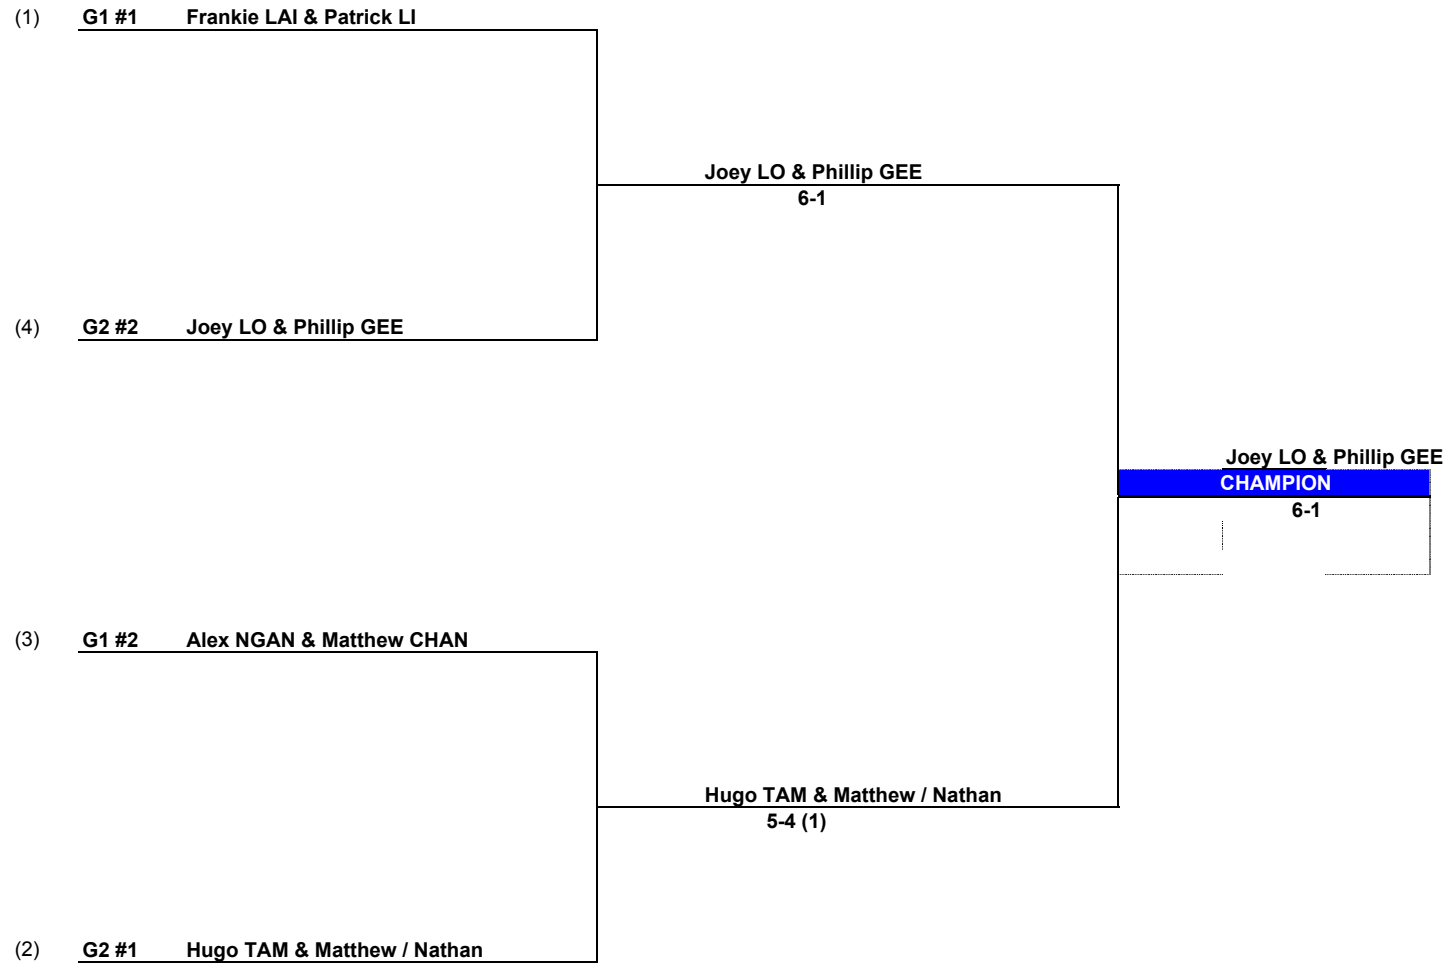 (1) G1 #1 Frankie LAI & Patrick LI
Joey LO & Phillip GEE
6-1
(4) G2 #2 Joey LO & Phillip GEE
Joey LO & Phillip GEE
CHAMPION
6-1
(3) G1 #2 Alex NGAN & Matthew CHAN
Hugo TAM & Matthew / Nathan
5-4 (1)
(2) G2 #1 Hugo TAM & Matthew / Nathan